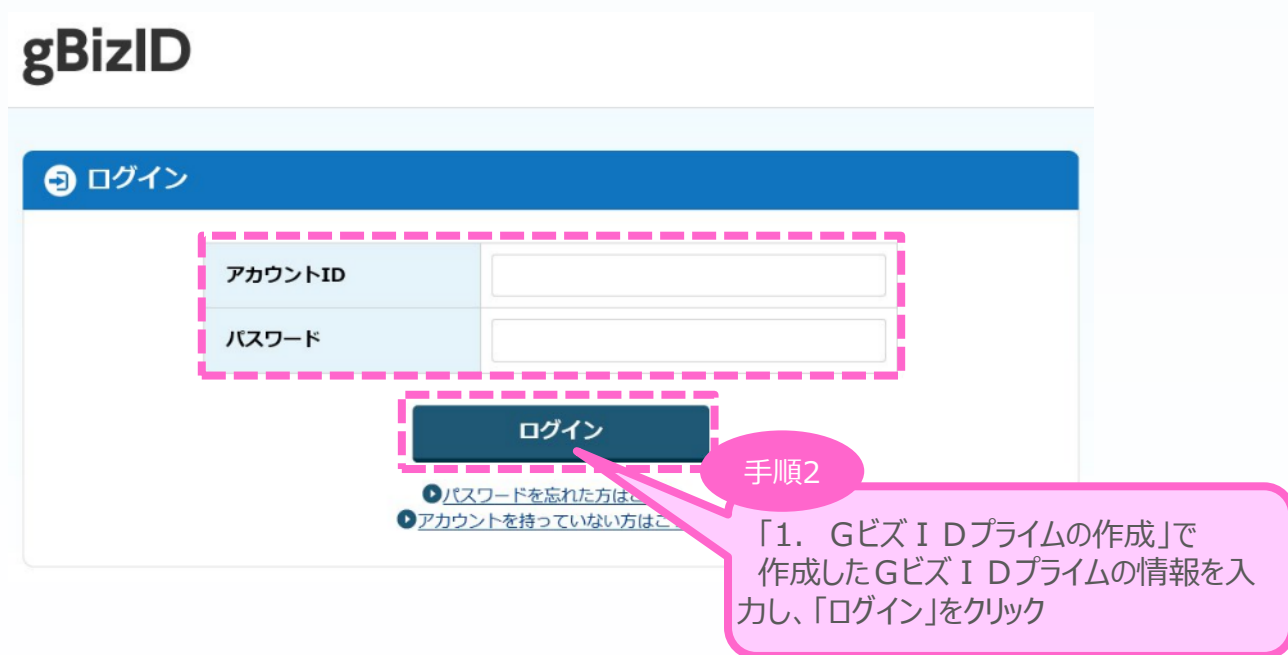 gBizID
ログイン
アカウントID
パスワード
ログイン
パスワードを忘れた方は
アカウントを持っていない方はこ
手順2
「1. GビズIDプライムの作成」で
作成したGビズIDプライムの情報を入
力し、「ログイン」をクリック